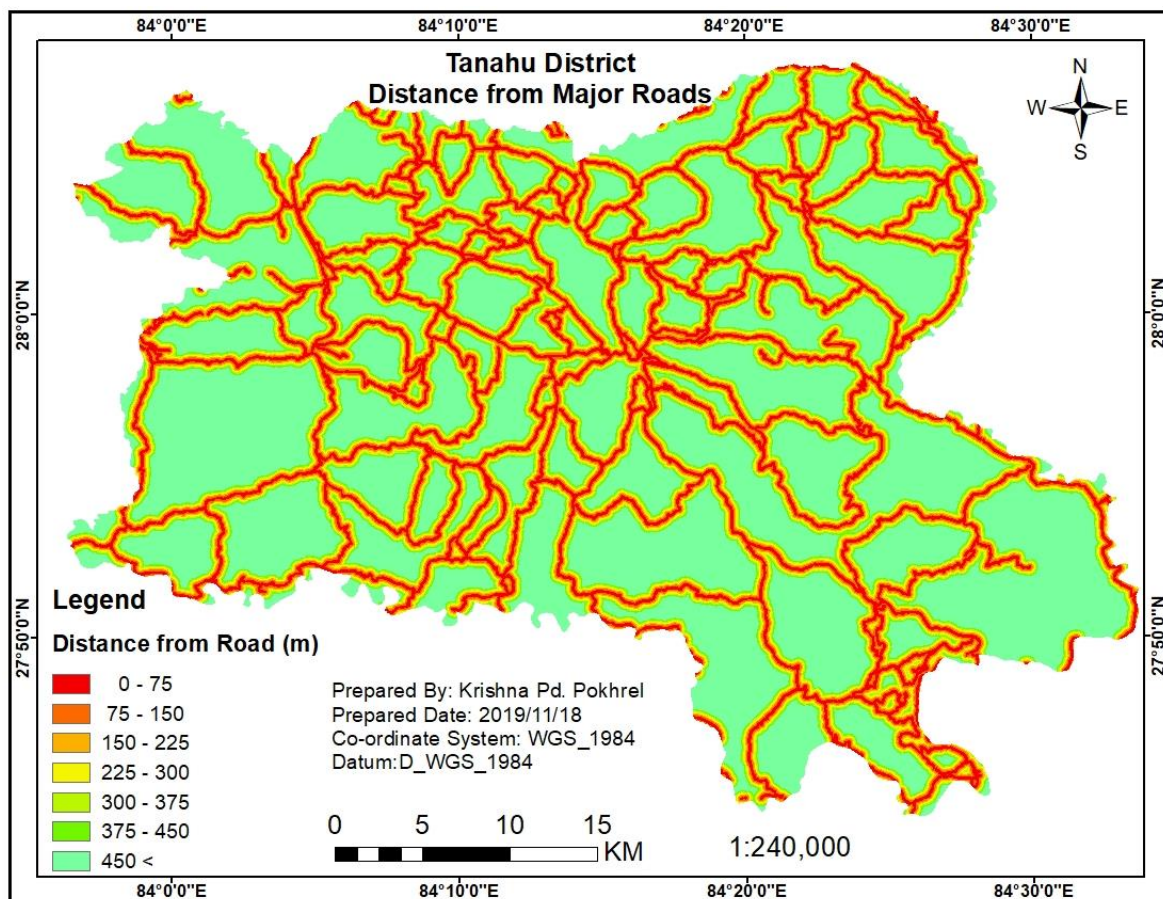 84°0'0"E 84°10'0"E 84°20'0"E 84°30'0"E
Tanahu District
Distance from Major Roads
N
W E
S
28°0'0"N 28°0'0"N
27°50'0"N 27°50'0"N
Legend
Distance from Road (m)
0 - 75
75 - 150
150 - 225
225 - 300
300 - 375
375 - 450
450 <
Prepared By: Krishna Pd. Pokhrel
Prepared Date: 2019/11/18
Co-ordinate System: WGS_1984
Datum:D_WGS_1984
0 5 10 15
KM
1:240,000
84°0'0"E 84°10'0"E 84°20'0"E 84°30'0"E